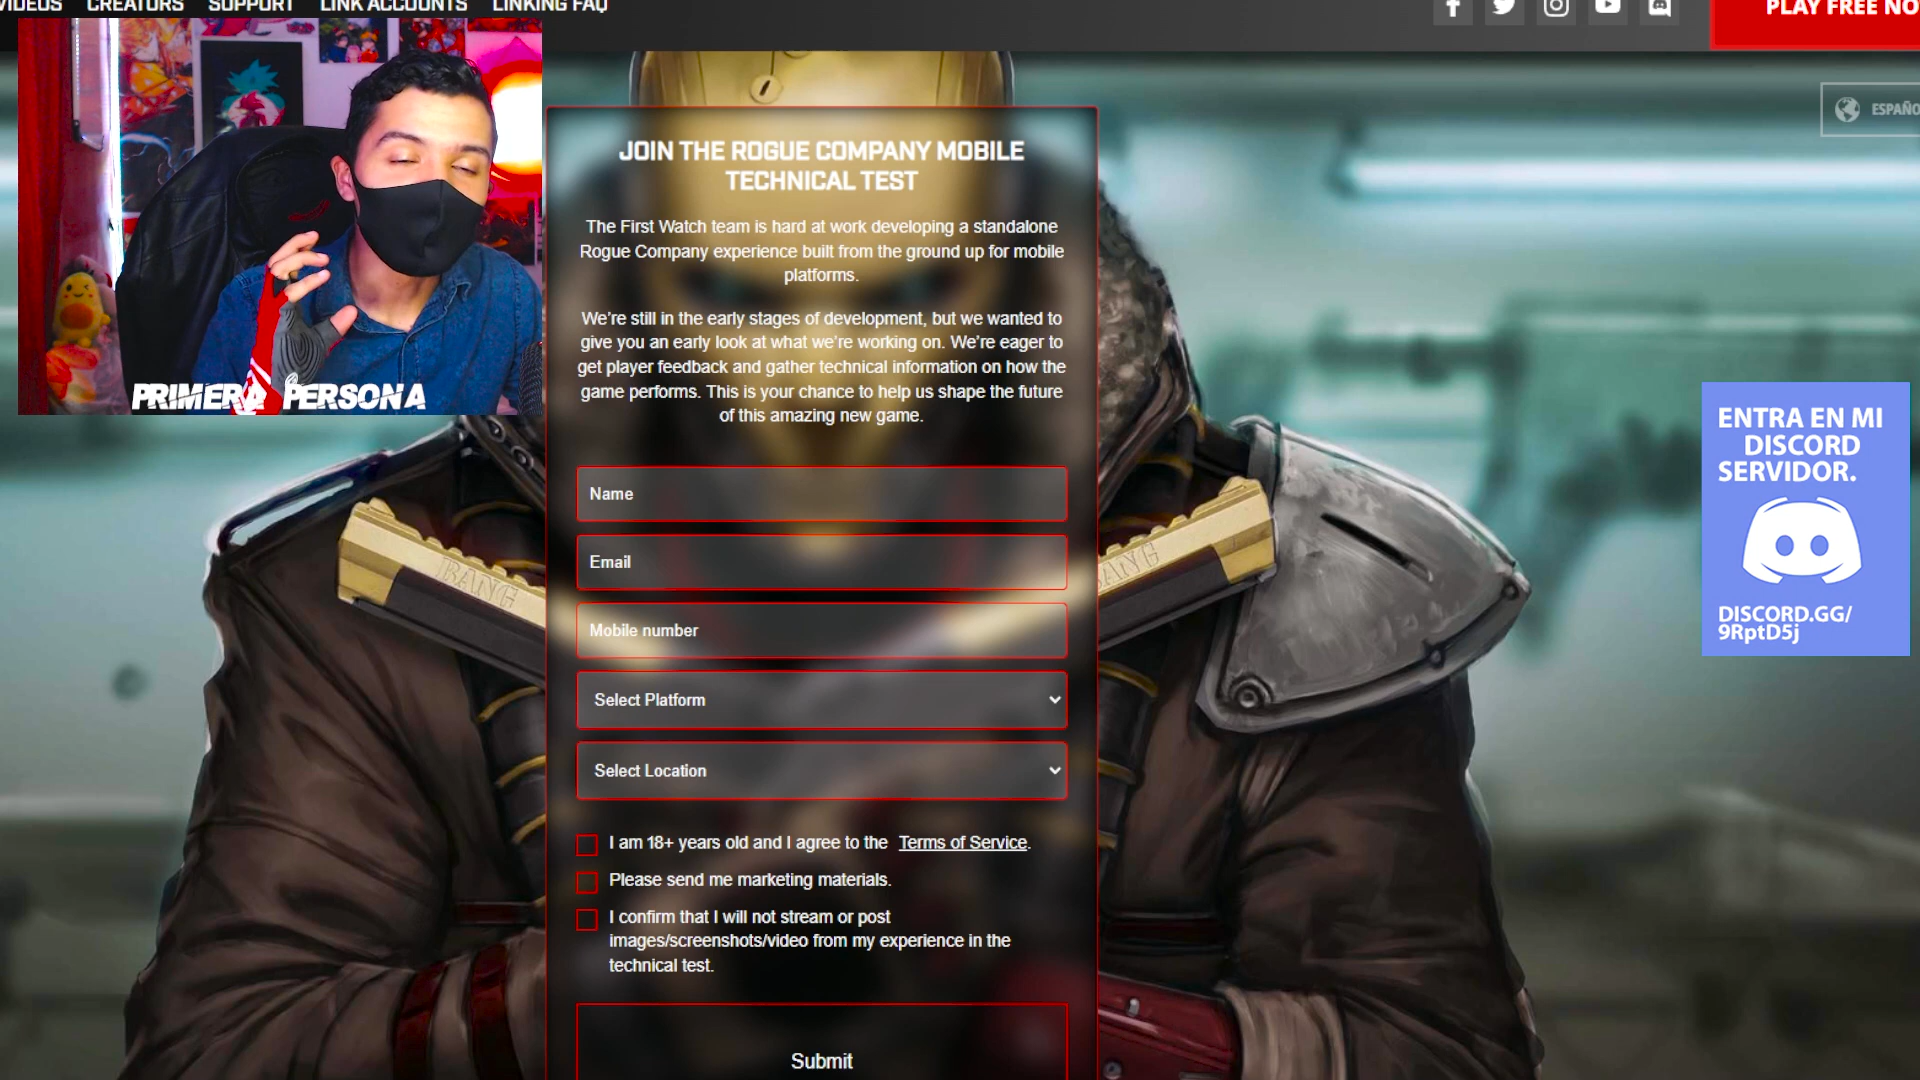 VIDEOS CREATORS SUPPORT LINK ACCOUNTS LINKING FAQ
PLAY FREE NO
ESPAÑO
PRIMERA PERSONA
JOIN THE ROGUE COMPANY MOBILE
TECHNICAL TEST
The First Watch team is hard at work developing a standalone
Rogue Company experience built from the ground up for mobile
platforms.
We're still in the early stages of development, but we wanted to
give you an early look at what we're working on. We're eager to
get player feedback and gather technical information on how the
game performs. This is your chance to help us shape the future
of this amazing new game.
Name
Email
Mobile number
Select Platform
Select Location
I am 18+ years old and I agree to the Terms of Service.
Please send me marketing materials.
I confirm that I will not stream or post
images/screenshots/video from my experience in the
technical test.
Submit
BANG
BANG
ENTRA EN MI
DISCORD
SERVIDOR.
DISCORD.GG/
9RptD5j